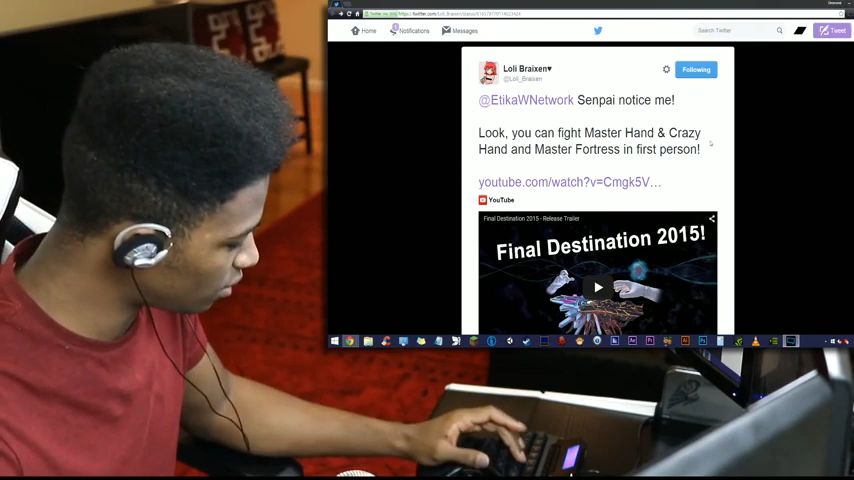 Home
Notifications
Messages
Search Twitter
Tweet
Loli Braixen♥
@Loli_Braixen
Following
@EtikaWNetwork Senpai notice me!
Look, you can fight Master Hand & Crazy
Hand and Master Fortress in first person!
youtube.com/watch?v=Cmgk5V…
YouTube
Final Destination 2015 - Release Trailer
Final Destination 2015!